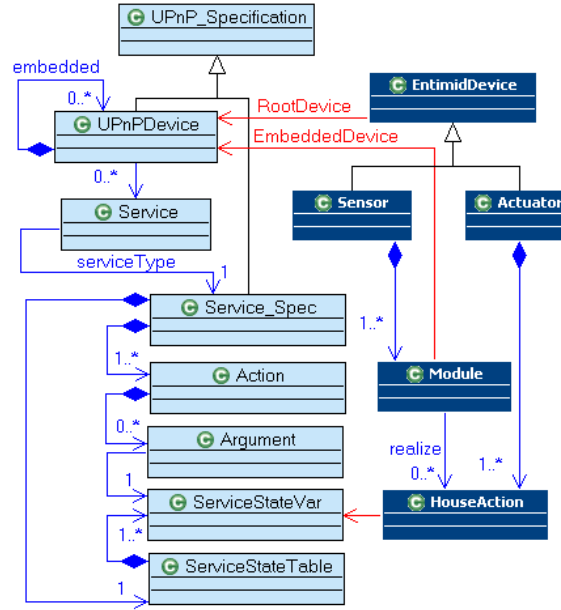 UPnP_Specification
embedded
0..*
UPnPDevice
RootDevice
EmbeddedDevice
EntimidDevice
0..*
Service
Sensor
Actuator
serviceType
1
Service_Spec
1..*
1..*
Action
Module
0..*
Argument
realize
0..*
1..*
1
ServiceStateVar
HouseAction
1..*
ServiceStateTable
1